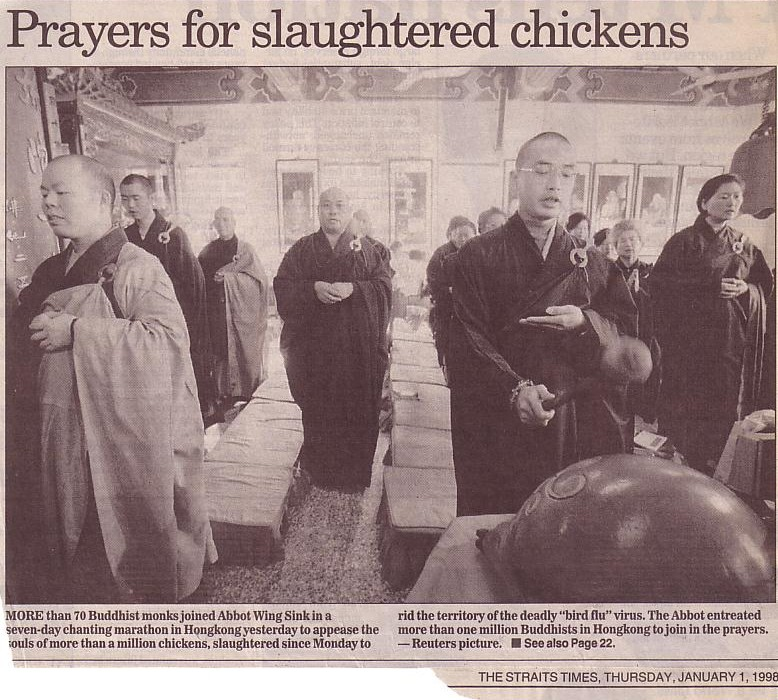 Prayers for slaughtered chickens
MORE than 70 Buddhist monks joined Abbot Wing Sink in a
seven-day chanting marathon in Hongkong yesterday to appease the
souls of more than a million chickens, slaughtered since Monday to
rid the territory of the deadly “bird flu” virus. The Abbot entreated
more than one million Buddhists in Hongkong to join in the prayers.
— Reuters picture. ■ See also Page 22.
THE STRAITS TIMES, THURSDAY, JANUARY 1, 1998